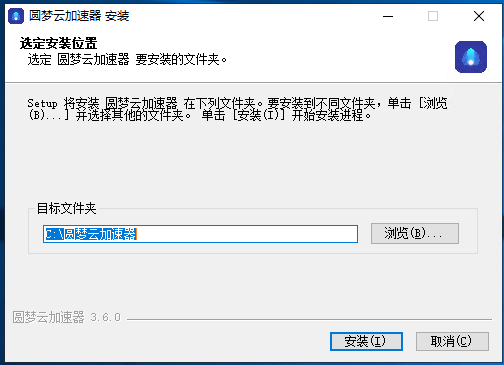 圆梦云加速器 安装
选定安装位置
选定 圆梦云加速器 要安装的文件夹。
Setup 将安装 圆梦云加速器 在下列文件夹。要安装到不同文件夹，单击 [浏览
(B)...] 并选择其他的文件夹。 单击 [安装(I)] 开始安装进程。
目标文件夹
C:\圆梦云加速器
浏览(B)...
圆梦云加速器 3.6.0
安装(I)
取消(C)